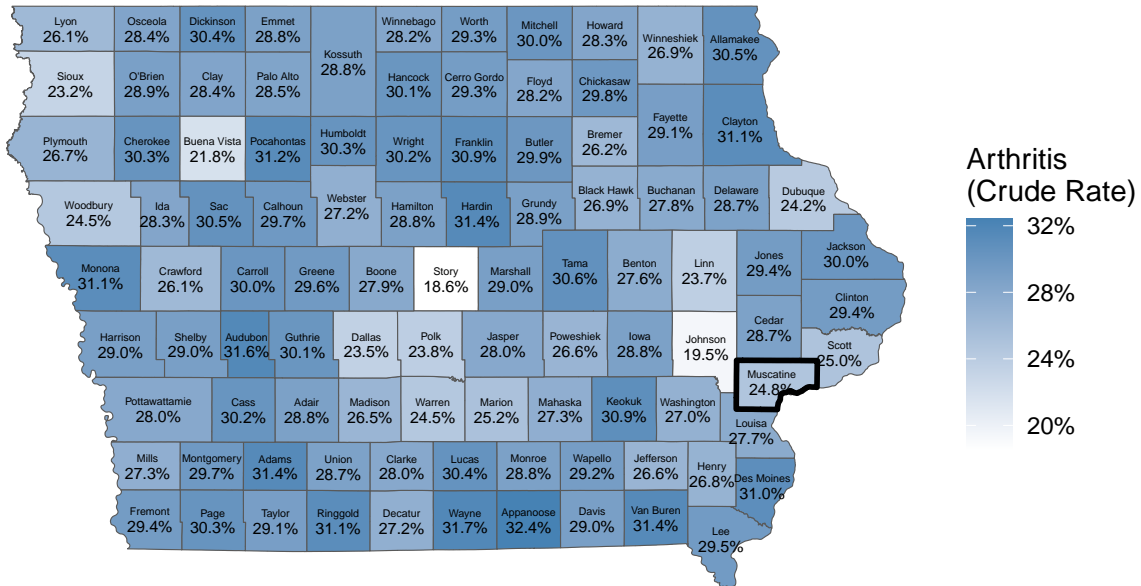 Lyon
26.1%
Osceola
28.4%
Dickinson
30.4%
Emmet
28.8%
Winnebago
28.2%
Worth
29.3%
Mitchell
30.0%
Howard
28.3%
Winneshiek
26.9%
Allamakee
30.5%
Kossuth
28.8%
Sioux
23.2%
O'Brien
28.9%
Clay
28.4%
Palo Alto
28.5%
Hancock
30.1%
Cerro Gordo
29.3%
Floyd
28.2%
Chickasaw
29.8%
Fayette
29.1%
Clayton
31.1%
Plymouth
26.7%
Cherokee
30.3%
Buena Vista
21.8%
Pocahontas
31.2%
Humboldt
30.3%
Wright
30.2%
Franklin
30.9%
Butler
29.9%
Bremer
26.2%
Woodbury
24.5%
Ida
28.3%
Sac
30.5%
Calhoun
29.7%
Webster
27.2%
Hamilton
28.8%
Hardin
31.4%
Grundy
28.9%
Black Hawk
26.9%
Buchanan
27.8%
Delaware
28.7%
Dubuque
24.2%
Monona
31.1%
Crawford
26.1%
Carroll
30.0%
Greene
29.6%
Boone
27.9%
Story
18.6%
Marshall
29.0%
Tama
30.6%
Benton
27.6%
Linn
23.7%
Jones
29.4%
Jackson
30.0%
Clinton
29.4%
Harrison
29.0%
Shelby
29.0%
Audubon
31.6%
Guthrie
30.1%
Dallas
23.5%
Polk
23.8%
Jasper
28.0%
Poweshiek
26.6%
Iowa
28.8%
Johnson
19.5%
Cedar
28.7%
Scott
25.0%
Muscatine
24.8%
Pottawattamie
28.0%
Cass
30.2%
Adair
28.8%
Madison
26.5%
Warren
24.5%
Marion
25.2%
Mahaska
27.3%
Keokuk
30.9%
Washington
27.0%
Louisa
27.7%
Mills
27.3%
Montgomery
29.7%
Adams
31.4%
Union
28.7%
Clarke
28.0%
Lucas
30.4%
Monroe
28.8%
Wapello
29.2%
Jefferson
26.6%
Henry
26.8%
Des Moines
31.0%
Fremont
29.4%
Page
30.3%
Taylor
29.1%
Ringgold
31.1%
Decatur
27.2%
Wayne
31.7%
Appanoose
32.4%
Davis
29.0%
Van Buren
31.4%
Lee
29.5%
Arthritis
(Crude Rate)
32%
28%
24%
20%